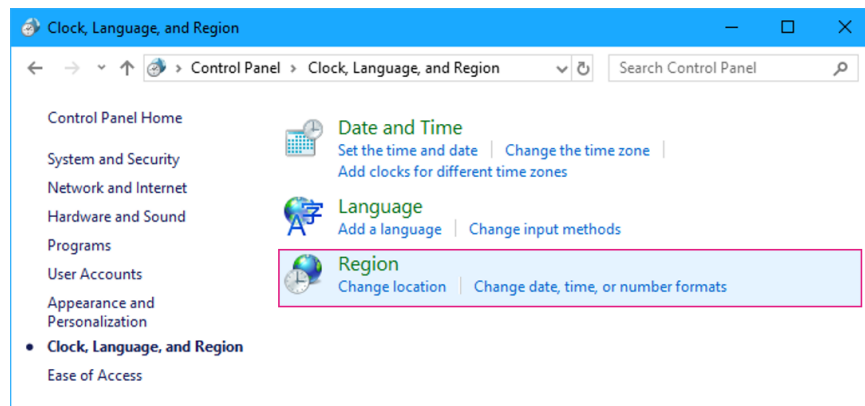 Clock, Language, and Region
Control Panel > Clock, Language, and Region
Search Control Panel
Control Panel Home
System and Security
Network and Internet
Hardware and Sound
Programs
User Accounts
Appearance and
Personalization
Clock, Language, and Region
Ease of Access
Date and Time
Set the time and date | Change the time zone |
Add clocks for different time zones
Language
Add a language | Change input methods
Region
Change location | Change date, time, or number formats